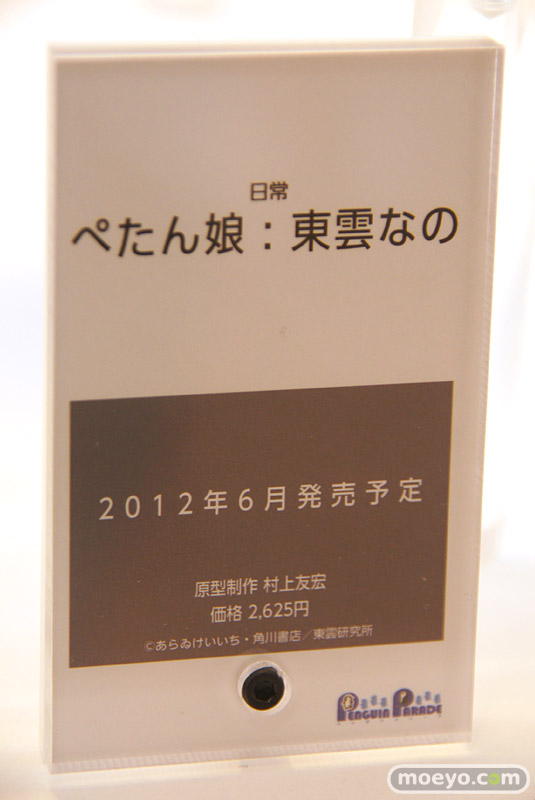 日常
ぺたん娘：東雲なの
2012年6月発売予定
原型制作 村上友宏
価格 2,625円
©あらゐけいいち・角川書店／東雲研究所
PENGUIN PARADE
moeyo.com